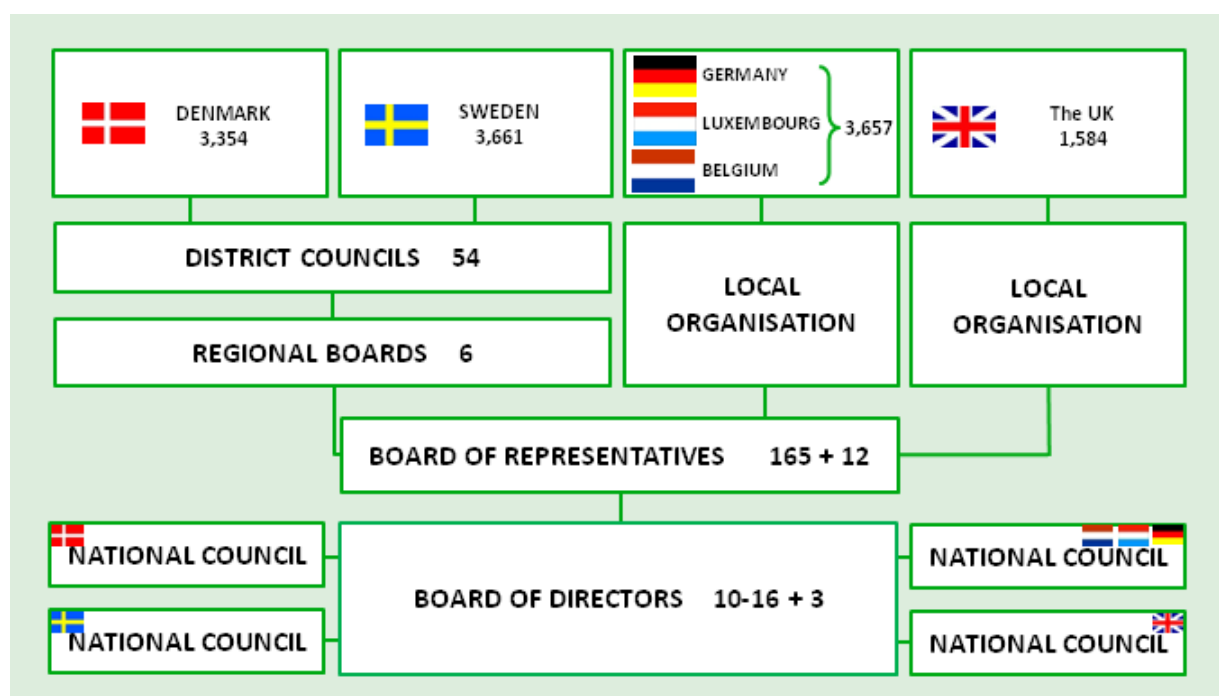 DENMARK
3,354
SWEDEN
3,661
GERMANY
LUXEMBOURG
BELGIUM
3,657
The UK
1,584
DISTRICT COUNCILS 54
REGIONAL BOARDS 6
LOCAL
ORGANISATION
LOCAL
ORGANISATION
BOARD OF REPRESENTATIVES 165 + 12
NATIONAL COUNCIL
NATIONAL COUNCIL
BOARD OF DIRECTORS 10-16 + 3
NATIONAL COUNCIL
NATIONAL COUNCIL